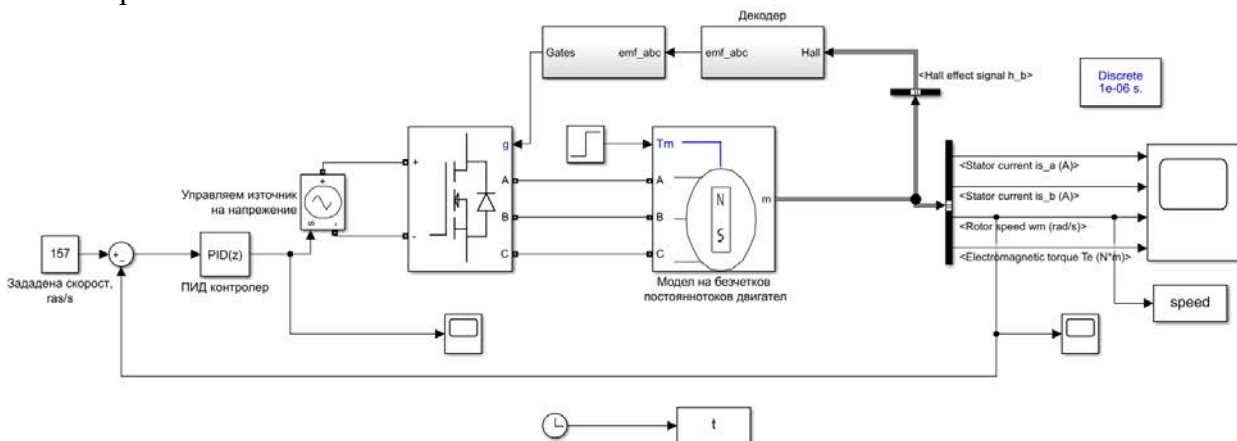 Декодер
Gates
emf_abc
emf_abc
Hall
<Hall effect signal h_b>
Discrete
1e-06 s.
g
Tm
<Stator current is_a (A)>
+
A
A
Управляем източник
на напрежение
+
s
-
N
S
m
<Stator current is_b (A)>
B
B
<Rotor speed wm (rad/s)>
157
+
-
PID(z)
-
C
C
<Electromagnetic torque Te (N*m)>
Зададена скорост,
ras/s
ПИД контролер
Модел на безчетков
постояннотоков двигател
speed
t